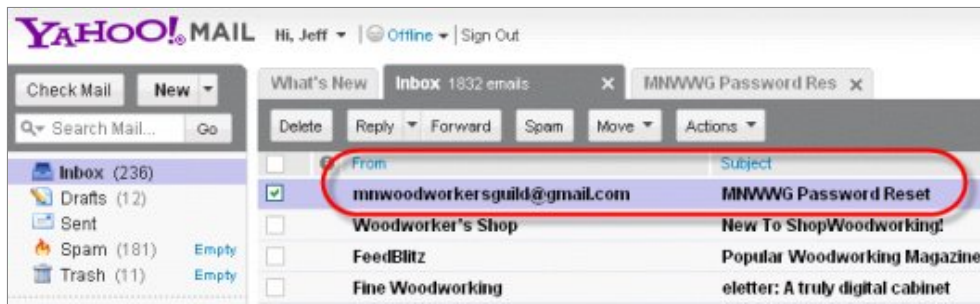 YAHOO! MAIL Hi, Jeff Offline | Sign Out
Check Mail New
Search Mail... Go
Inbox (236)
Drafts (12)
Sent
Spam (181) Empty
Trash (11) Empty
What's New Inbox 1832 emails x MNWWG Password Res x
Delete Reply Forward Spam Move Actions
From Subject
mnwoodworkersguild@gmail.com MNWWG Password Reset
Woodworker's Shop New To ShopWoodworking!
FeedBlitz Popular Woodworking Magazine
Fine Woodworking eletter: A truly digital cabinet